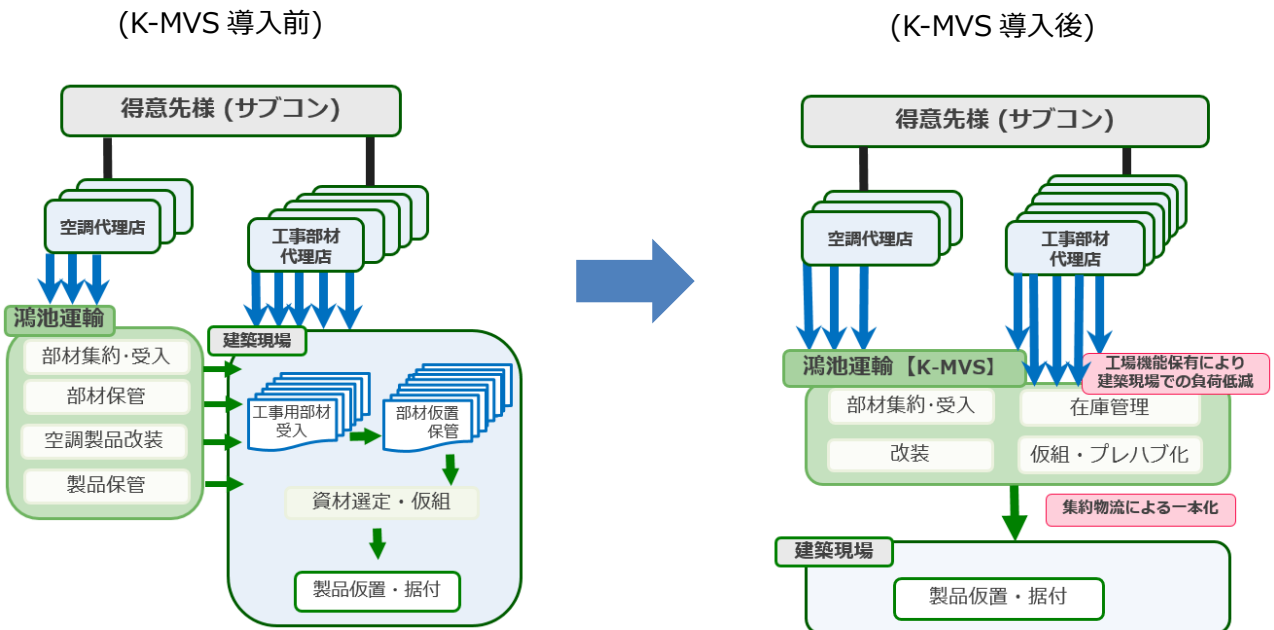 (K-MVS 導入前)
得意先様 (サブコン)
空調代理店
工事部材
代理店
鴻池運輸
部材集約･受入
部材保管
空調製品改装
製品保管
建築現場
工事用部材
受入
部材仮置
保管
資材選定・仮組
製品仮置・据付
(K-MVS 導入後)
得意先様 (サブコン)
空調代理店
工事部材
代理店
鴻池運輸【K-MVS】
工場機能保有により
建築現場での負荷低減
部材集約･受入
在庫管理
改装
仮組・プレハブ化
集約物流による一本化
建築現場
製品仮置・据付